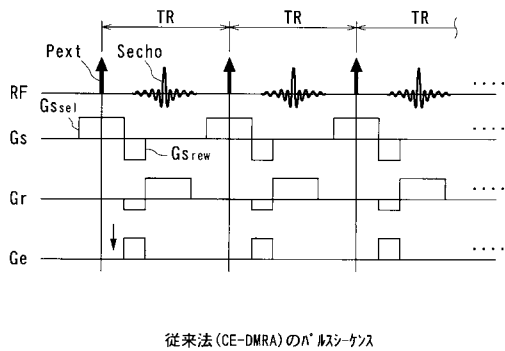 TR TR TR
Pext Secho
RF ‥‥
GSsel
Gs ‥‥
GSrew
Gr ‥‥
Ge ‥‥
従来法(CE-DMRA)のﾊﾟﾙｽｼｰｹﾝｽ